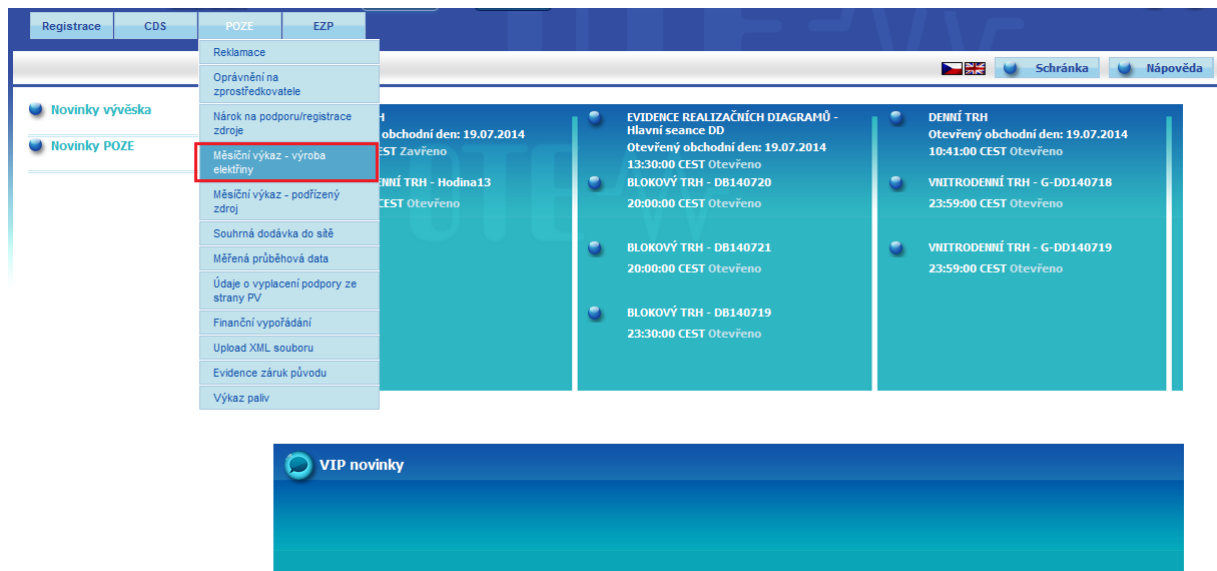 Registrace
CDS
POZE
EZP
Reklamace
Oprávnění na
zprostředkovatele
Nárok na podporu/registrace
zdroje
Měsíční výkaz - výroba
elektřiny
Měsíční výkaz - podřízený
zdroj
Souhrná dodávka do sítě
Měřená průběhová data
Údaje o vyplacení podpory ze
strany PV
Finanční vypořádání
Upload XML souboru
Evidence záruk původu
Výkaz paliv
Schránka
Nápověda
Novinky vývěska
Novinky POZE
H
obchodní den: 19.07.2014
EST Zavřeno
ENNÍ TRH - Hodina13
CEST Otevřeno
EVIDENCE REALIZAČNÍCH DIAGRAMŮ -
Hlavní seance DD
Otevřený obchodní den: 19.07.2014
13:30:00 CEST Otevřeno
BLOKOVÝ TRH - DB140720
20:00:00 CEST Otevřeno
BLOKOVÝ TRH - DB140721
20:00:00 CEST Otevřeno
BLOKOVÝ TRH - DB140719
23:30:00 CEST Otevřeno
DENNÍ TRH
Otevřený obchodní den: 19.07.2014
10:41:00 CEST Otevřeno
VNITRODENNÍ TRH - G-DD140718
23:59:00 CEST Otevřeno
VNITRODENNÍ TRH - G-DD140719
23:59:00 CEST Otevřeno
VIP novinky